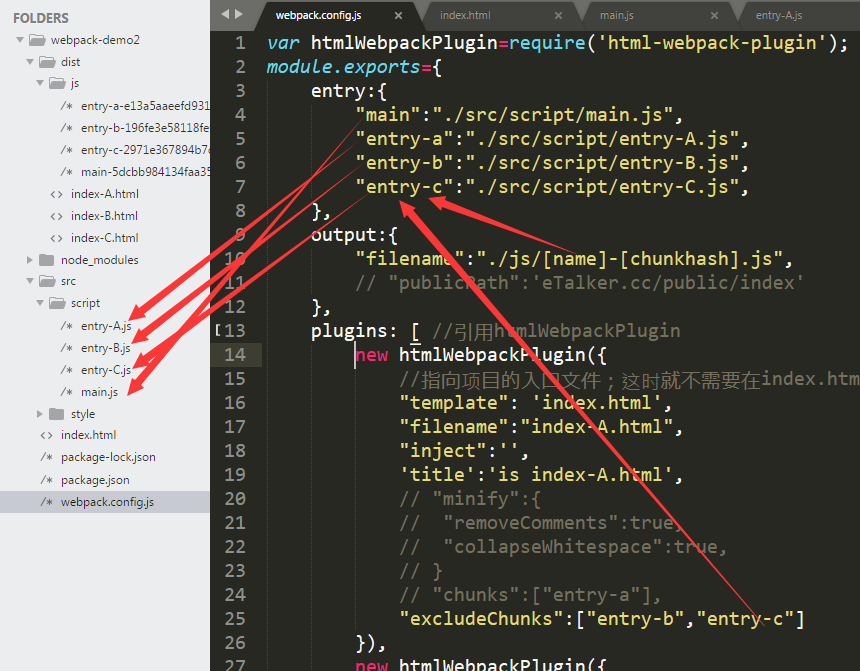 FOLDERS
webpack-demo2
dist
js
/* entry-a-e13a5aaeefd931
/* entry-b-196fe3e58118fe
/* entry-c-2971e367894b7
/* main-5dcbb984134faa35
<> index-A.html
<> index-B.html
<> index-C.html
node_modules
src
script
/* entry-A.js
/* entry-B.js
/* entry-C.js
/* main.js
style
<> index.html
/* package-lock.json
/* package.json
/* webpack.config.js
webpack.config.js × index.html × main.js × entry-A.js
1 var htmlWebpackPlugin=require('html-webpack-plugin');
2 module.exports={
3 entry:{
4 "main":"./src/script/main.js",
5 "entry-a":"./src/script/entry-A.js",
6 "entry-b":"./src/script/entry-B.js",
7 "entry-c":"./src/script/entry-C.js",
8 },
9 output:{
10 "filename":"./js/[name]-[chunkhash].js",
11 // "publicPath":'eTalker.cc/public/index'
12 },
13 plugins: [ //引用htmlWebpackPlugin
14 new htmlWebpackPlugin({
15 //指向项目的入口文件；这时就不需要在index.htm
16 "template": 'index.html',
17 "filename":"index-A.html",
18 "inject":'',
19 'title':'is index-A.html',
20 // "minify":{
21 // "removeComments":true,
22 // "collapseWhitespace":true,
23 // }
24 // "chunks":["entry-a"],
25 "excludeChunks":["entry-b","entry-c"]
26 }),
27 new htmlWebpackPlugin({